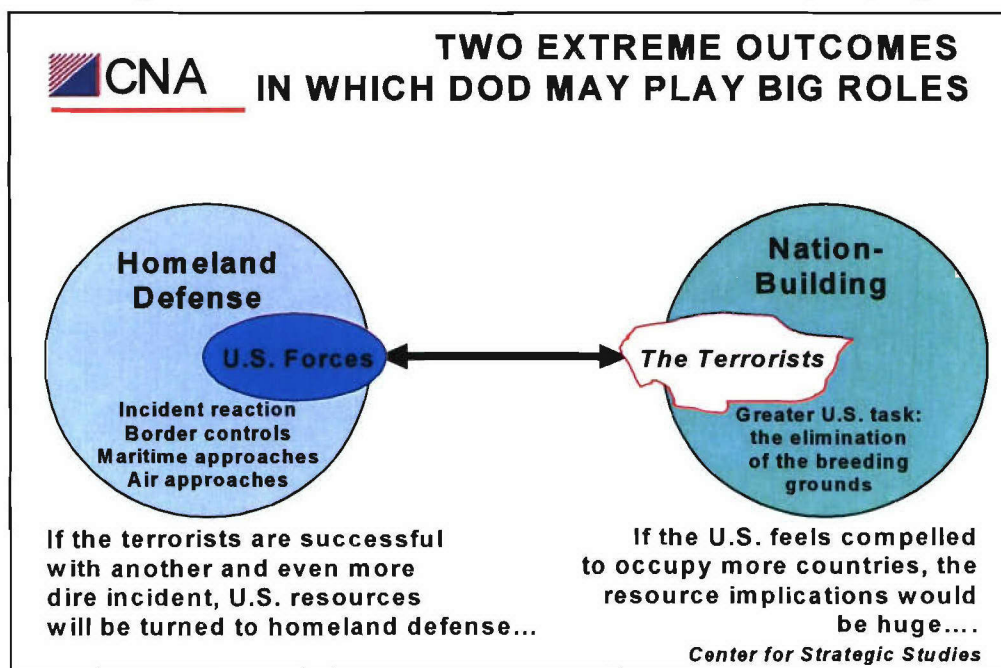 CNA
TWO EXTREME OUTCOMES
IN WHICH DOD MAY PLAY BIG ROLES
Homeland
Defense
U.S. Forces
Incident reaction
Border controls
Maritime approaches
Air approaches
Nation-
Building
The Terrorists
Greater U.S. task:
the elimination
of the breeding
grounds
If the terrorists are successful
with another and even more
dire incident, U.S. resources
will be turned to homeland defense...
If the U.S. feels compelled
to occupy more countries, the
resource implications would
be huge....
Center for Strategic Studies